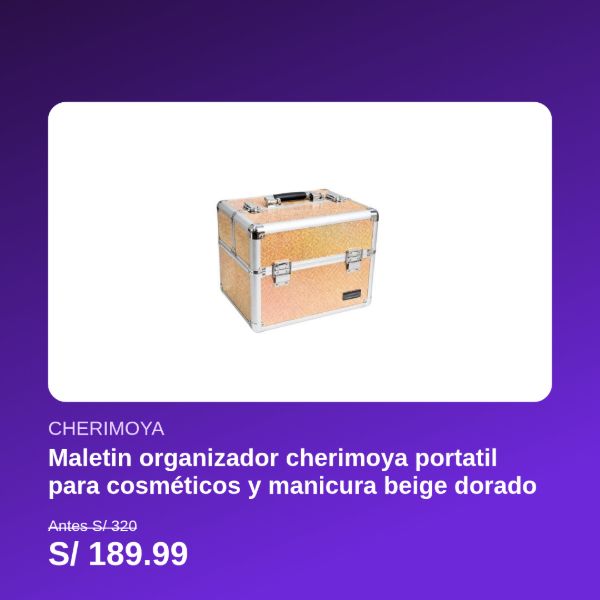 CHERIMOYA
Maletin organizador cherimoya portatil
para cosméticos y manicura beige dorado
Antes S/ 320
S/ 189.99